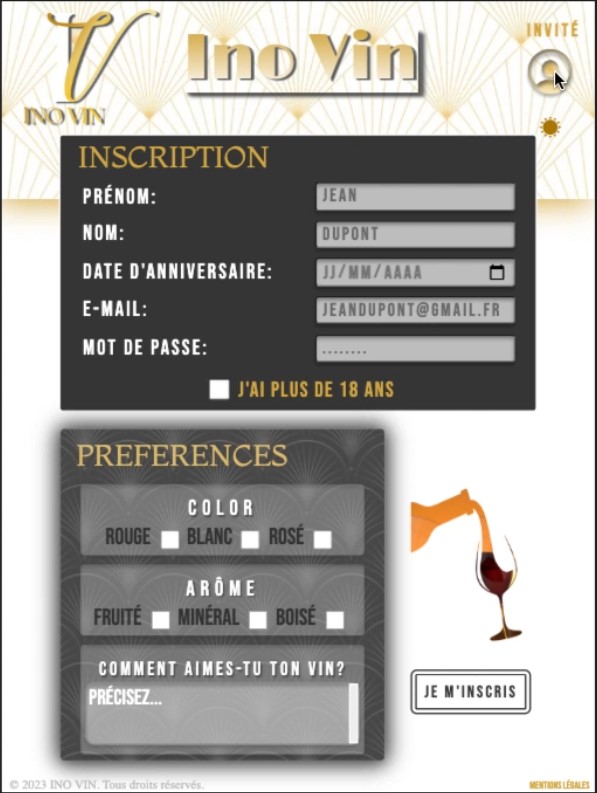 INVITÉ
Ino Vin
INO VIN
INSCRIPTION
PRÉNOM: JEAN
NOM: DUPONT
DATE D'ANNIVERSAIRE: JJ/MM/AAAA
E-MAIL: JEANDUPONT@GMAIL.FR
MOT DE PASSE: ........
J'AI PLUS DE 18 ANS
PREFERENCES
COLOR
ROUGE BLANC ROSÉ
ARÔME
FRUITÉ MINÉRAL BOISÉ
COMMENT AIMES-TU TON VIN?
PRÉCISEZ...
JE M'INSCRIS
© 2023 INO VIN. Tous droits réservés.
MENTIONS LÉGALES